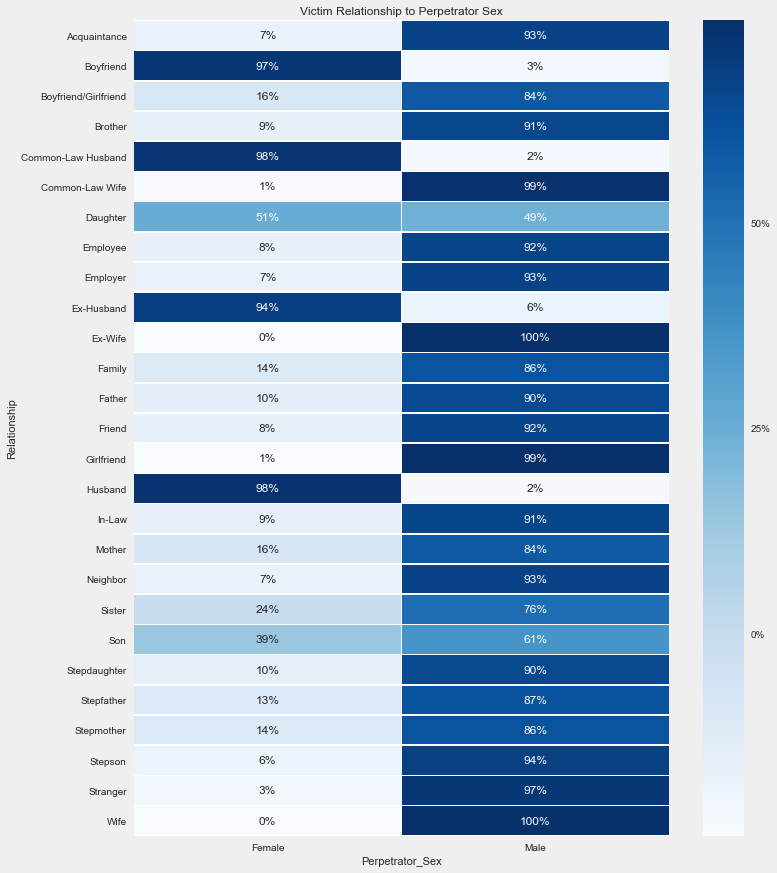 Victim Relationship to Perpetrator Sex
Acquaintance 7% 93%
Boyfriend 97% 3%
Boyfriend/Girlfriend 16% 84%
Brother 9% 91%
Common-Law Husband 98% 2%
Common-Law Wife 1% 99%
Daughter 51% 49%
50%
Employee 8% 92%
Employer 7% 93%
Ex-Husband 94% 6%
Ex-Wife 0% 100%
Family 14% 86%
Father 10% 90%
Friend 8% 92%
25%
Relationship
Girlfriend 1% 99%
Husband 98% 2%
In-Law 9% 91%
Mother 16% 84%
Neighbor 7% 93%
Sister 24% 76%
0%
Son 39% 61%
Stepdaughter 10% 90%
Stepfather 13% 87%
Stepmother 14% 86%
Stepson 6% 94%
Stranger 3% 97%
Wife 0% 100%
Female Male
Perpetrator_Sex